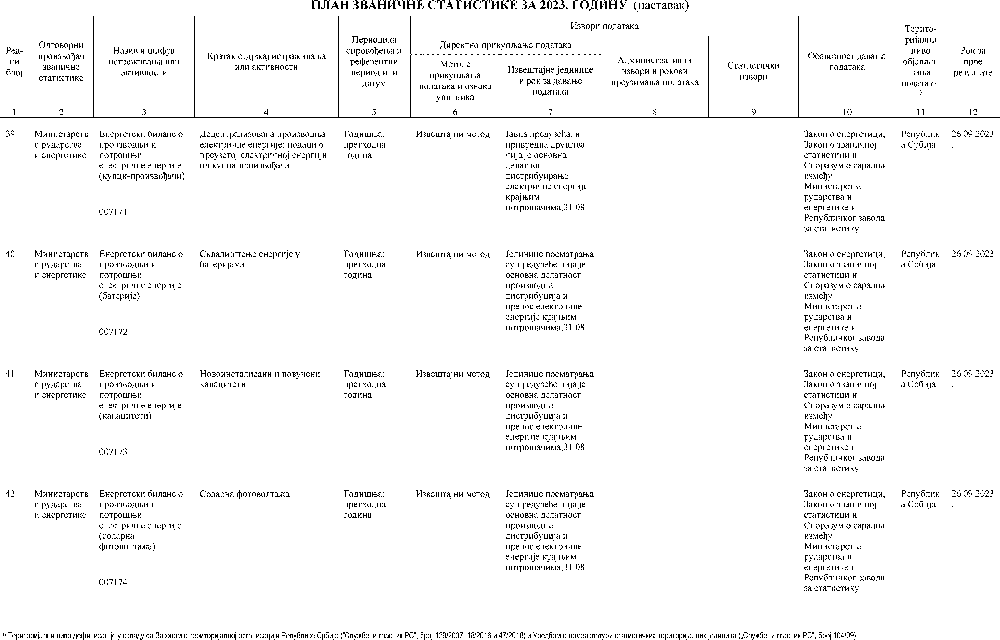 ПЛАН ЗВАНИЧНЕ СТАТИСТИКЕ ЗА 2023. ГОДИНУ (наставак)
Ред-
ни
број
Одговорни
произвођач
званичне
статистике
Назив и шифра
истраживања или
активности
Кратак садржај истраживања
или активности
Периодика
спровођења и
референтни
период или
датум
Извори података
Директно прикупљање података
Методе
прикупљања
података и ознака
упитника
Извештајне јединице
и рок за давање
података
Административни
извори и рокови
преузимања података
Статистички
извори
Обавезност давања
података
Терито-
ријални
ниво
објављи-
вања
података¹
)
Рок за
прве
резултате
1 2 3 4 5 6 7 8 9 10 11 12
39
Министарств
о рударства
и енергетике
Енергетски биланс о
производњи и
потрошњи
електричне енергије
(купци-произвођачи)
007171
Децентрализована производња
електричне енергије: подаци о
преузетој електричној енергији
од купца-произвођача.
Годишња;
претходна
година
Извештајни метод
Јавна предузећа, и
привредна друштва
чија је основна
делатност
дистрибуирање
електричне енергије
крајњим
потрошачима;31.08.
Закон о енергетици,
Закон о званичној
статистици и
Споразум о сарадњи
између
Министарства
рударства и
енергетике и
Републичког завода
за статистику
Републик
а Србија
26.09.2023
.
40
Министарств
о рударства
и енергетике
Енергетски биланс о
производњи и
потрошњи
електричне енергије
(батерије)
007172
Складиштење енергије у
батеријама
Годишња;
претходна
година
Извештајни метод
Јединице посматрања
су предузеће чија је
основна делатност
производња,
дистрибуција и
пренос електричне
енергије крајњим
потрошачима;31.08.
Закон о енергетици,
Закон о званичној
статистици и
Споразум о сарадњи
између
Министарства
рударства и
енергетике и
Републичког завода
за статистику
Републик
а Србија
26.09.2023
.
41
Министарств
о рударства
и енергетике
Енергетски биланс о
производњи и
потрошњи
електричне енергије
(капацитети)
007173
Новоинсталисани и повучени
капацитети
Годишња;
претходна
година
Извештајни метод
Јединице посматрања
су предузеће чија је
основна делатност
производња,
дистрибуција и
пренос електричне
енергије крајњим
потрошачима;31.08.
Закон о енергетици,
Закон о званичној
статистици и
Споразум о сарадњи
између
Министарства
рударства и
енергетике и
Републичког завода
за статистику
Републик
а Србија
26.09.2023
.
42
Министарств
о рударства
и енергетике
Енергетски биланс о
производњи и
потрошњи
електричне енергије
(соларна
фотоволтажа)
007174
Соларна фотоволтажа
Годишња;
претходна
година
Извештајни метод
Јединице посматрања
су предузеће чија је
основна делатност
производња,
дистрибуција и
пренос електричне
енергије крајњим
потрошачима;31.08.
Закон о енергетици,
Закон о званичној
статистици и
Споразум о сарадњи
између
Министарства
рударства и
енергетике и
Републичког завода
за статистику
Републик
а Србија
26.09.2023
.
¹⁾ Територијални ниво дефинисан је у складу са Законом о територијалној организацији Републике Србије ("Службени гласник РС", број 129/2007, 18/2016 и 47/2018) и Уредбом о номенклатури статистичких територијалних јединица („Службени гласник РС", број 104/09).